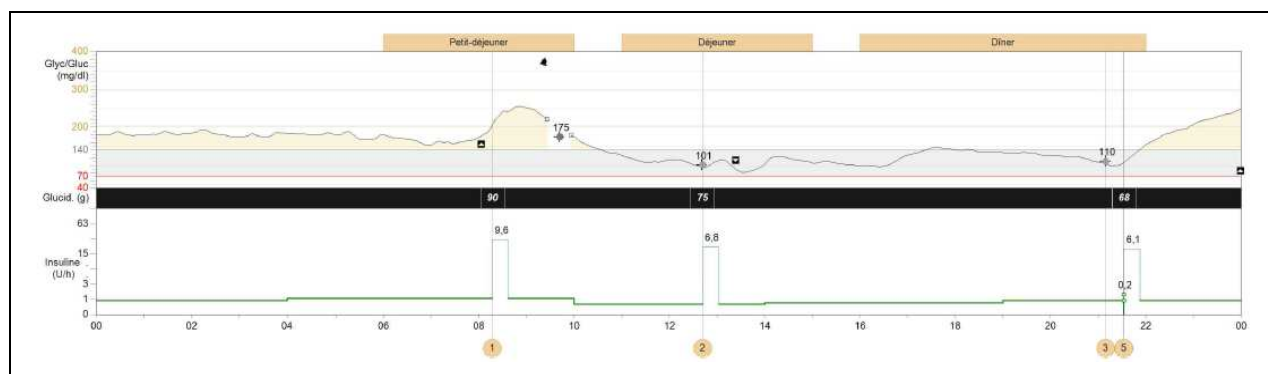 Petit-déjeuner Déjeuner Dîner
400
Glyc/Gluc
(mg/dl)
300
200
175
140
101
110
70
40
Glucid. (g) 90 75 68
63
9,6 6,8 6,1
15
Insuline
(U/h)
3
0,2
1
0
00 02 04 06 08 10 12 14 16 18 20 22 00
1 2 3 5